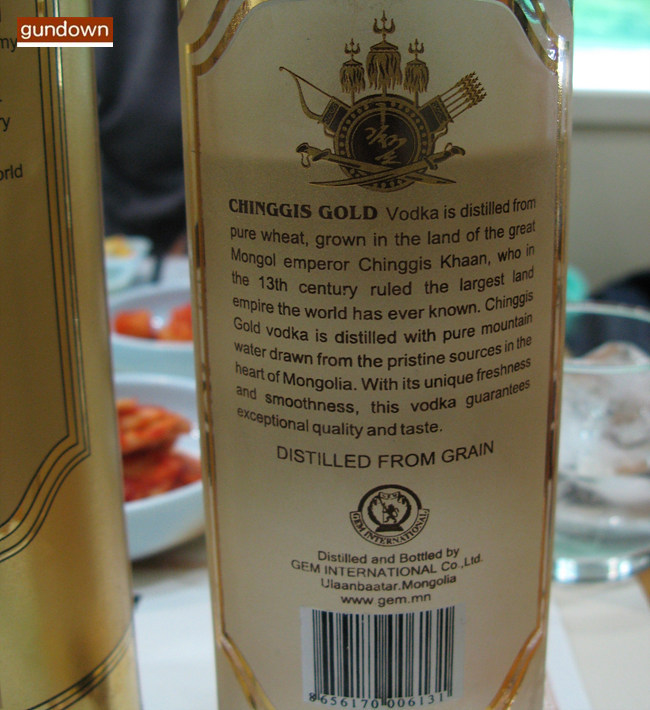 gundown
my
ry
orld
CHINGGIS GOLD Vodka is distilled from
pure wheat, grown in the land of the great
Mongol emperor Chinggis Khaan, who in
the 13th century ruled the largest land
empire the world has ever known. Chinggis
Gold vodka is distilled with pure mountain
water drawn from the pristine sources in the
heart of Mongolia. With its unique freshness
and smoothness, this vodka guarantees
exceptional quality and taste.
DISTILLED FROM GRAIN
GEM INTERNATIONAL
Distilled and Bottled by
GEM INTERNATIONAL Co.,Ltd.
Ulaanbaatar.Mongolia
www.gem.mn
8656170006131